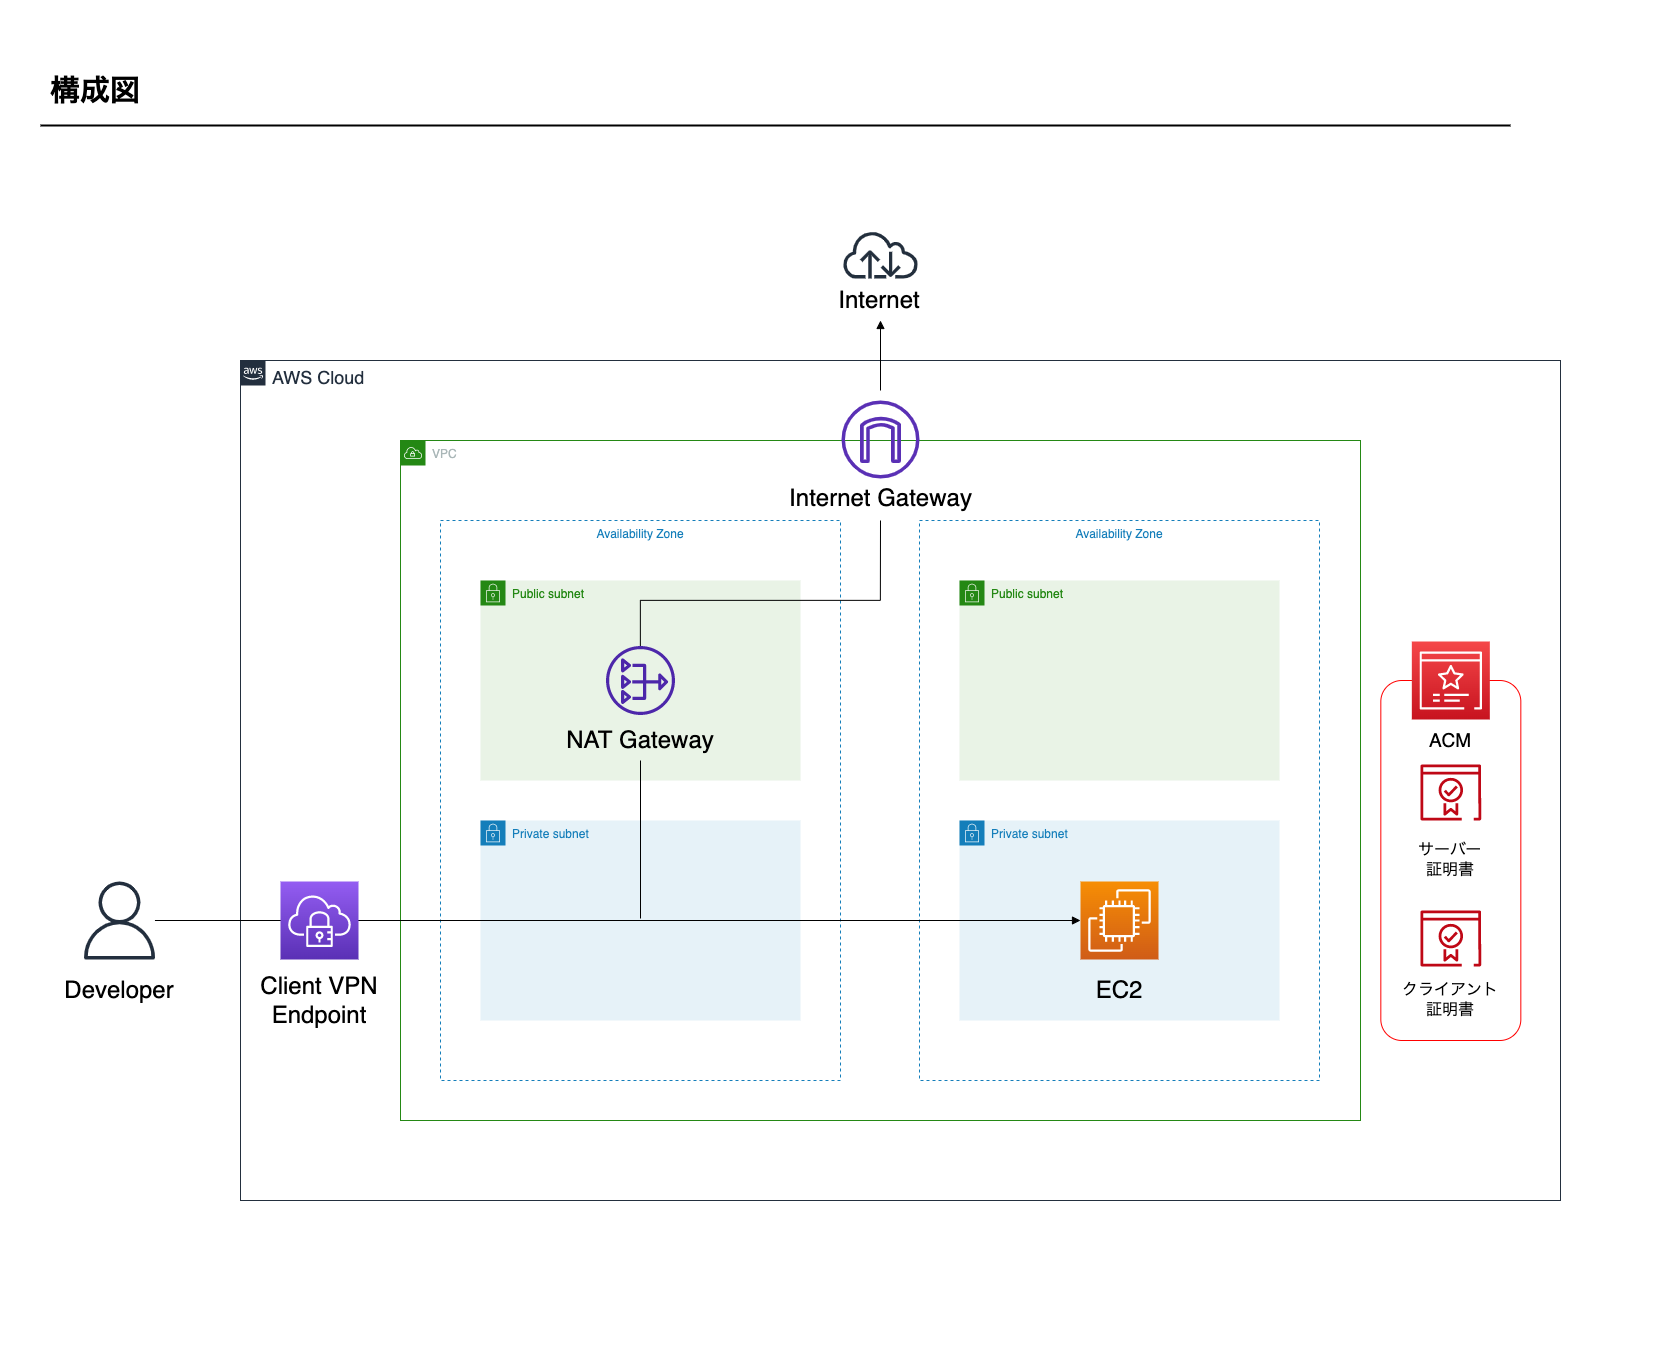 構成図
Internet
aws
AWS Cloud
VPC
Internet Gateway
Availability Zone
Availability Zone
Public subnet
Public subnet
NAT Gateway
ACM
Private subnet
Private subnet
サーバー
証明書
Developer
Client VPN
Endpoint
EC2
クライアント
証明書